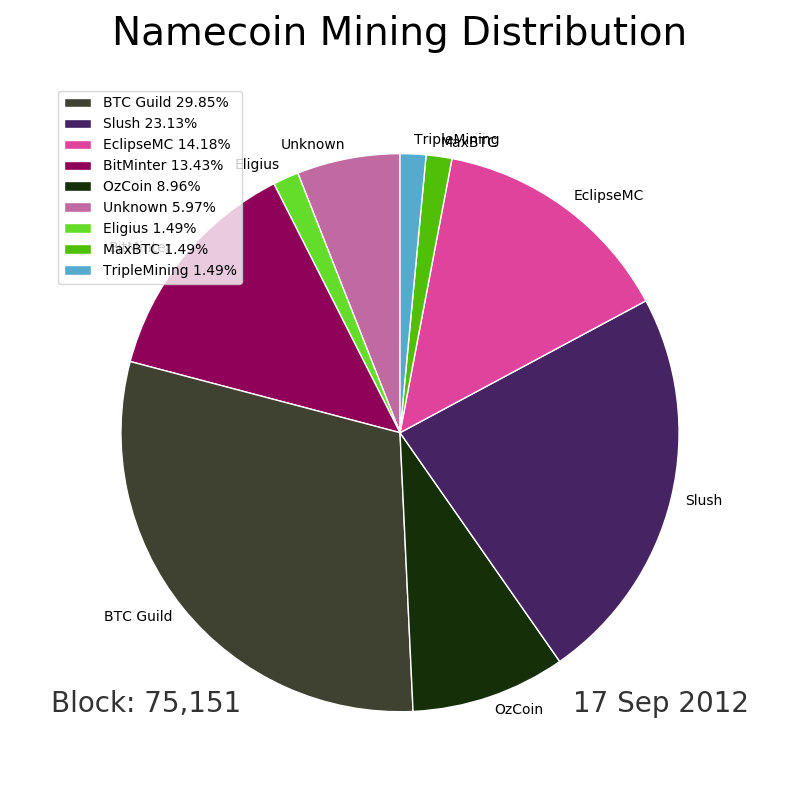 Namecoin Mining Distribution
BTC Guild 29.85%
Slush 23.13%
EclipseMC 14.18%
BitMinter 13.43%
OzCoin 8.96%
Unknown 5.97%
Eligius 1.49%
MaxBTC 1.49%
TripleMining 1.49%
TripleMining
MaxBTC
Unknown
Eligius
EclipseMC
BitMinter
Slush
BTC Guild
OzCoin
Block: 75,151
17 Sep 2012